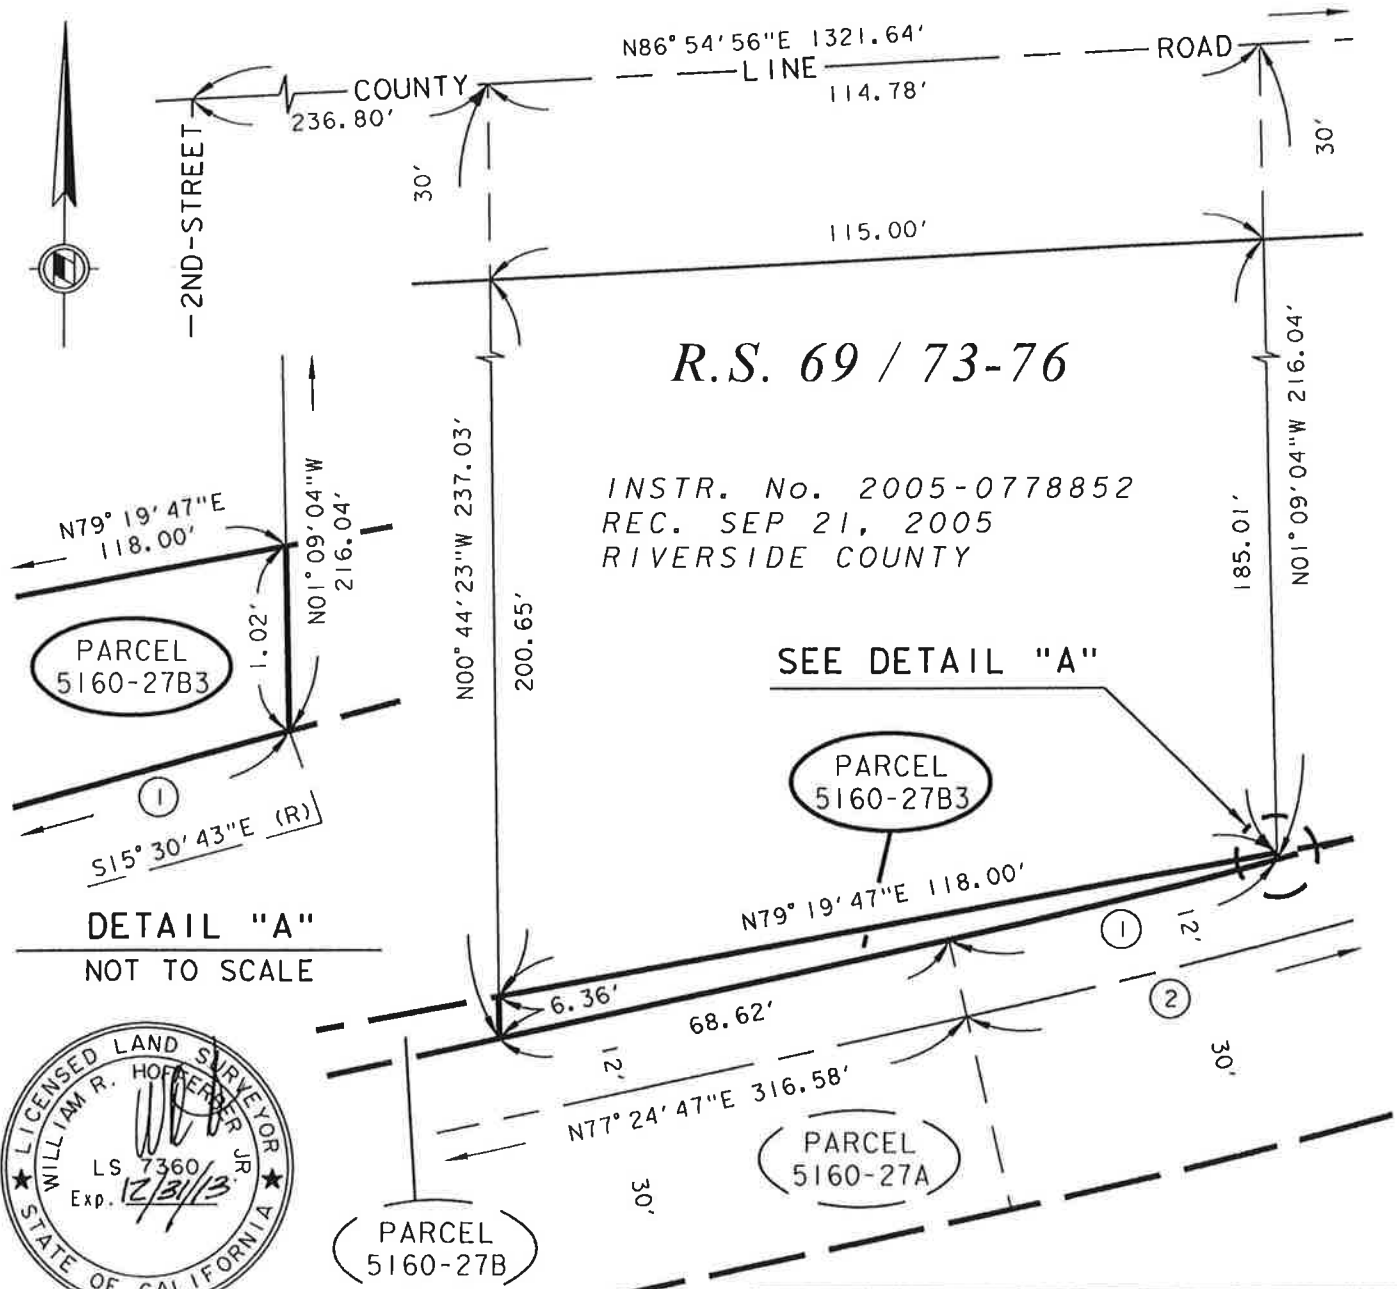 N86°54'56"E 1321.64'
COUNTY LINE ROAD
236.80'
114.78'
-2ND-STREET
30'
30'
115.00'
R.S. 69 / 73-76
N00°44'23"W 237.03'
200.65'
INSTR. No. 2005-0778852
REC. SEP 21, 2005
RIVERSIDE COUNTY
185.01'
N01°09'04"W 216.04'
N79°19'47"E
118.00'
N01°09'04"W
216.04'
1.02'
PARCEL
5160-27B3
1
S15°30'43"E (R)
DETAIL "A"
NOT TO SCALE
SEE DETAIL "A"
PARCEL
5160-27B3
N79°19'47"E 118.00'
6.36'
68.62'
1
12'
2
12'
N77°24'47"E 316.58'
30'
30'
PARCEL
5160-27A
PARCEL
5160-27B
LICENSED LAND SURVEYOR
WILLIAM R. HOFFERBER JR.
LS 7360
Exp. 12/31/13
STATE OF CALIFORNIA